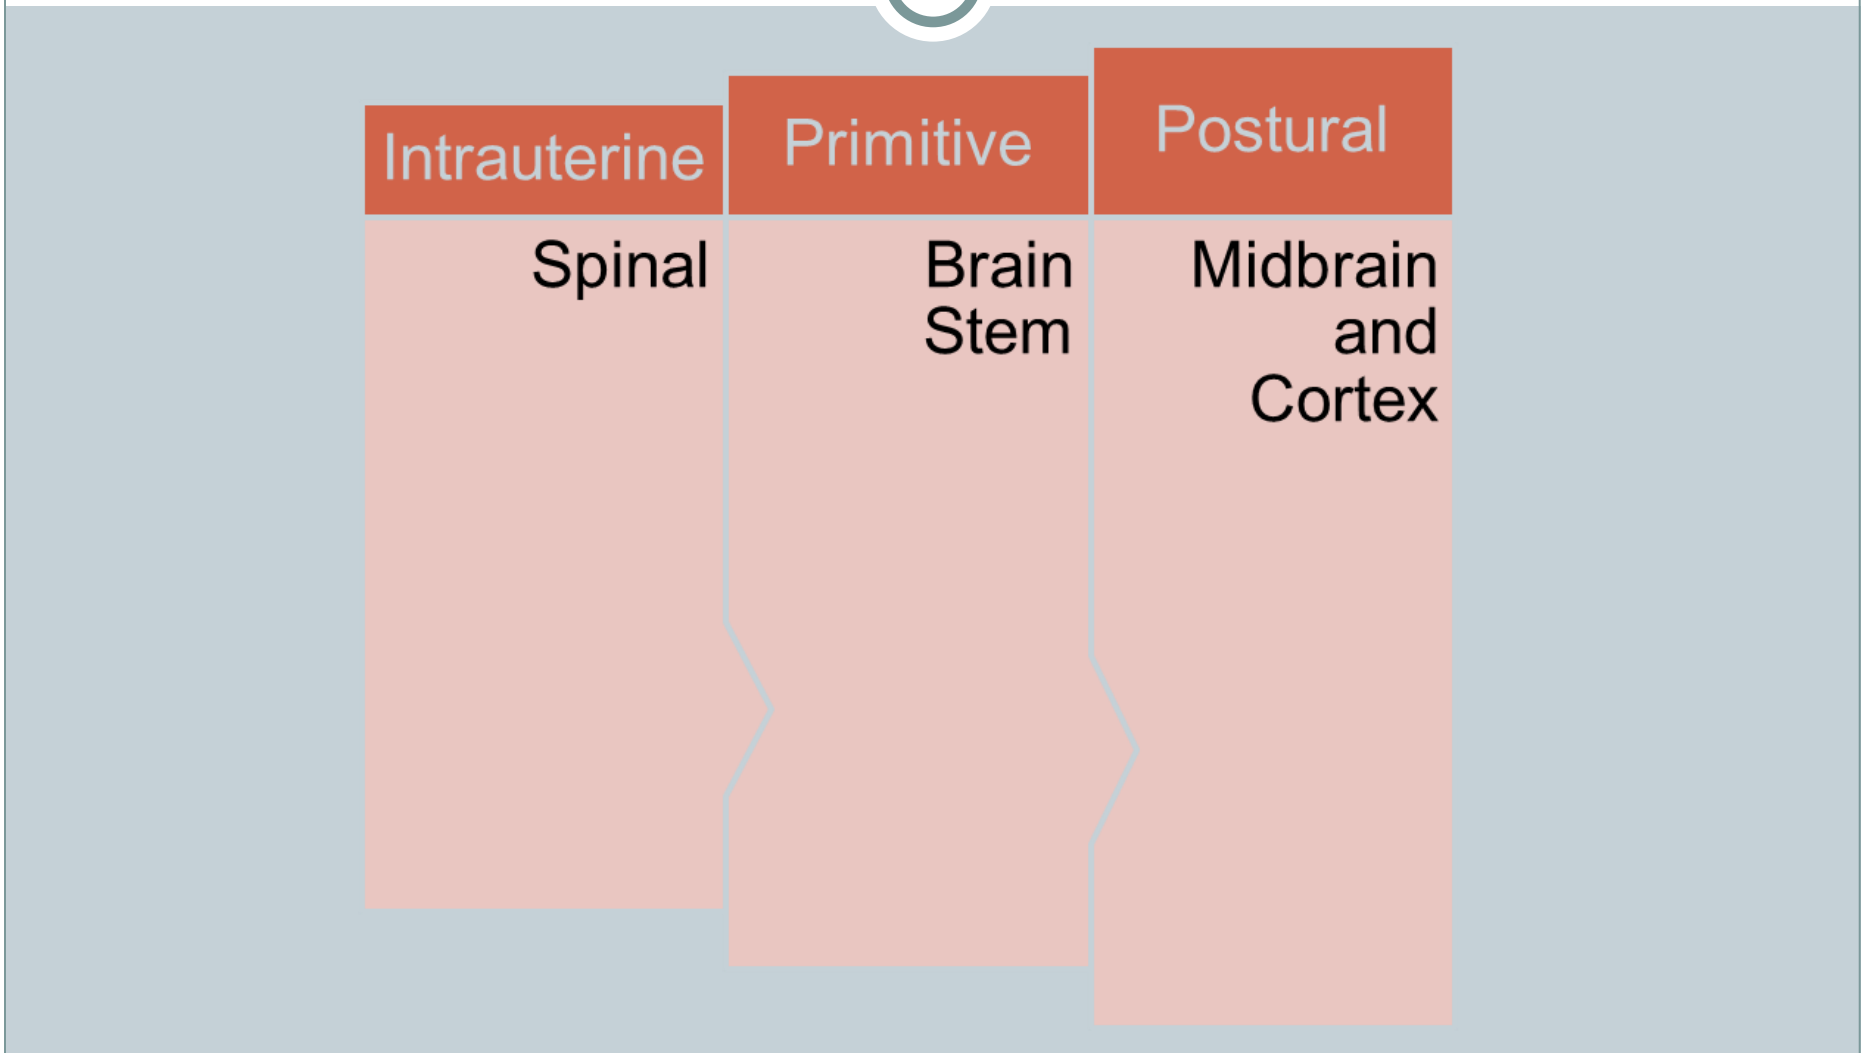 Intrauterine
Spinal
Primitive
Brain
Stem
Postural
Midbrain
and
Cortex